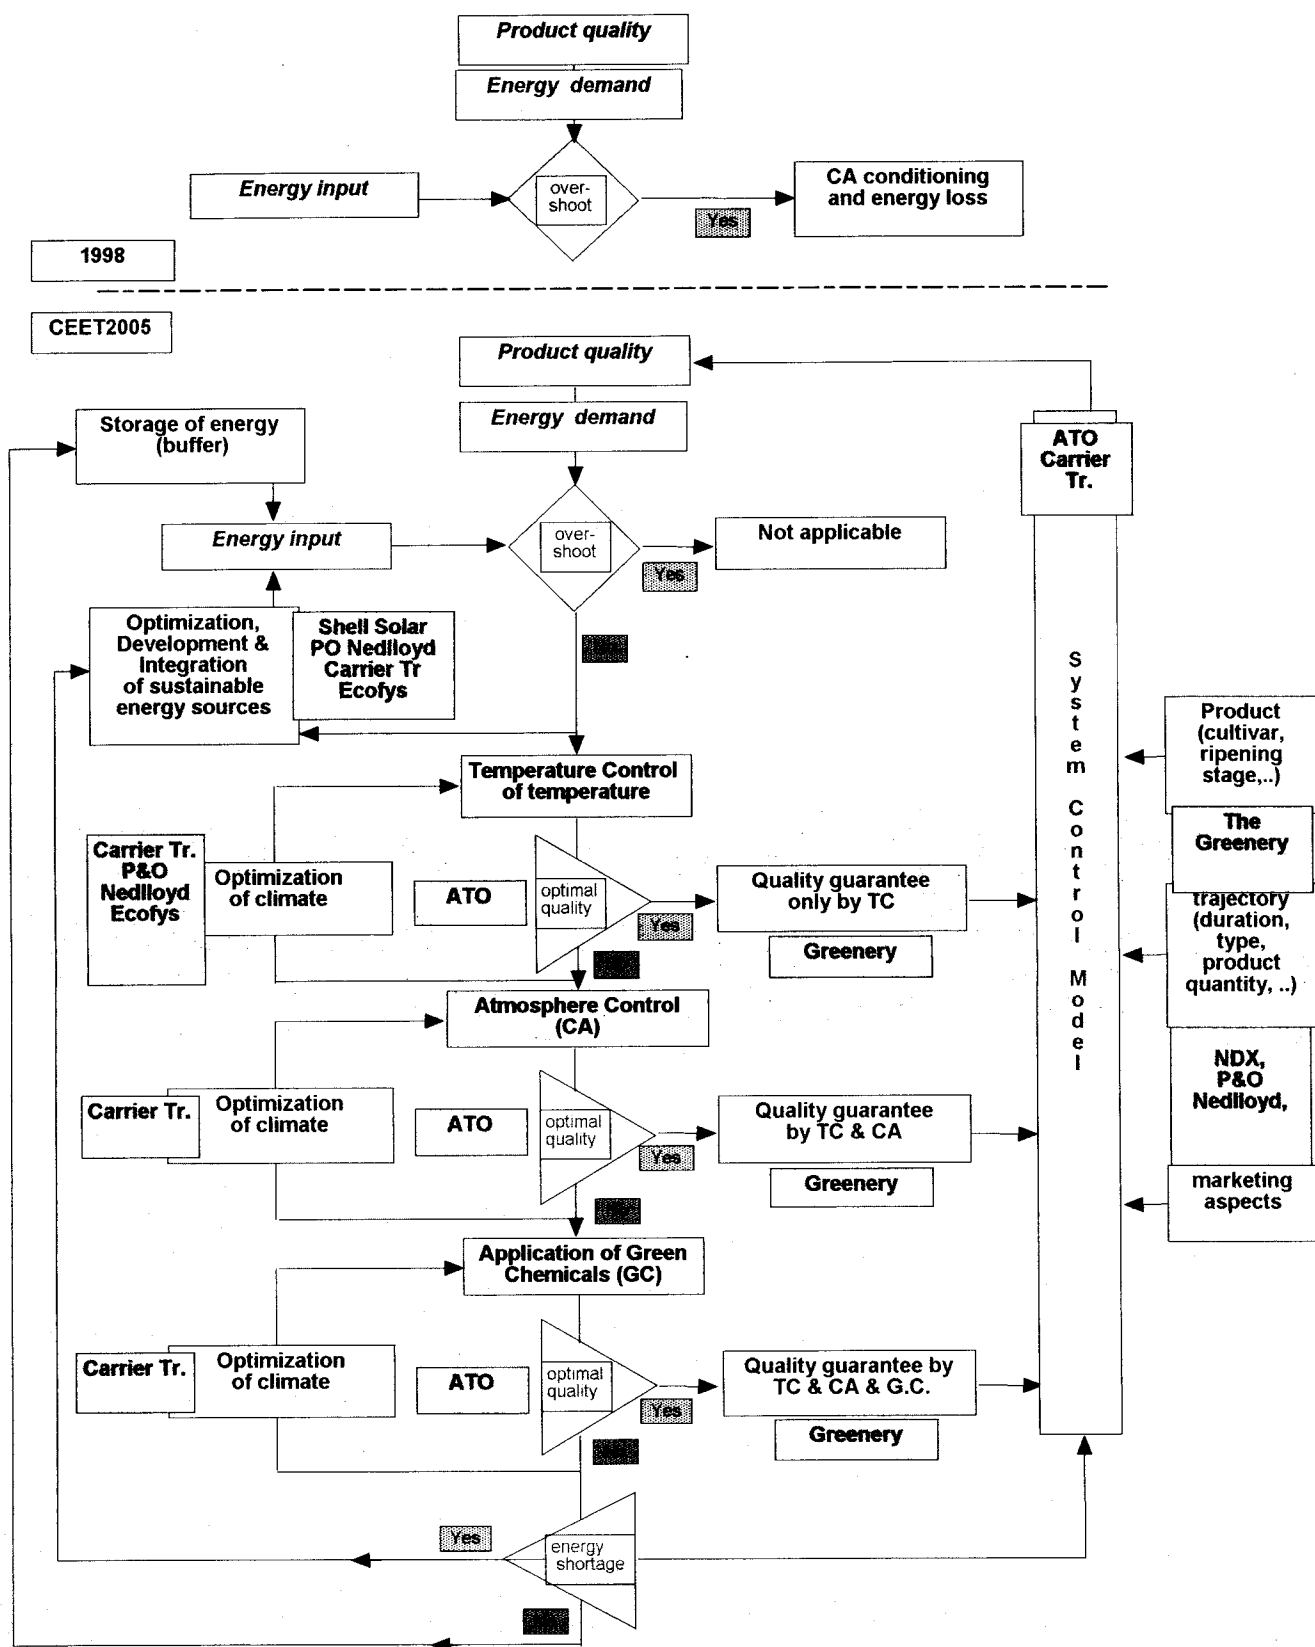 Product quality
Energy demand
Energy input
over-
shoot
Yes
CA conditioning
and energy loss
1998
CEET2005
Product quality
Energy demand
Storage of energy
(buffer)
ATO
Carrier
Tr.
Energy input
over-
shoot
Yes
Not applicable
Optimization,
Development &
Integration
of sustainable
energy sources
Shell Solar
PO Nedlloyd
Carrier Tr
Ecofys
System Control Model
Product
(cultivar,
ripening
stage,..)
The
Greenery
trajectory
(duration,
type,
product
quantity, ..)
NDX,
P&O
Nedlloyd,
marketing
aspects
Temperature Control
of temperature
Carrier Tr.
P&O
Nedlloyd
Ecofys
Optimization
of climate
ATO
optimal
quality
Yes
Quality guarantee
only by TC
Greenery
Atmosphere Control
(CA)
Carrier Tr.
Optimization
of climate
ATO
optimal
quality
Yes
Quality guarantee
by TC & CA
Greenery
Application of Green
Chemicals (GC)
Carrier Tr.
Optimization
of climate
ATO
optimal
quality
Yes
Quality guarantee by
TC & CA & G.C.
Greenery
Yes
energy
shortage